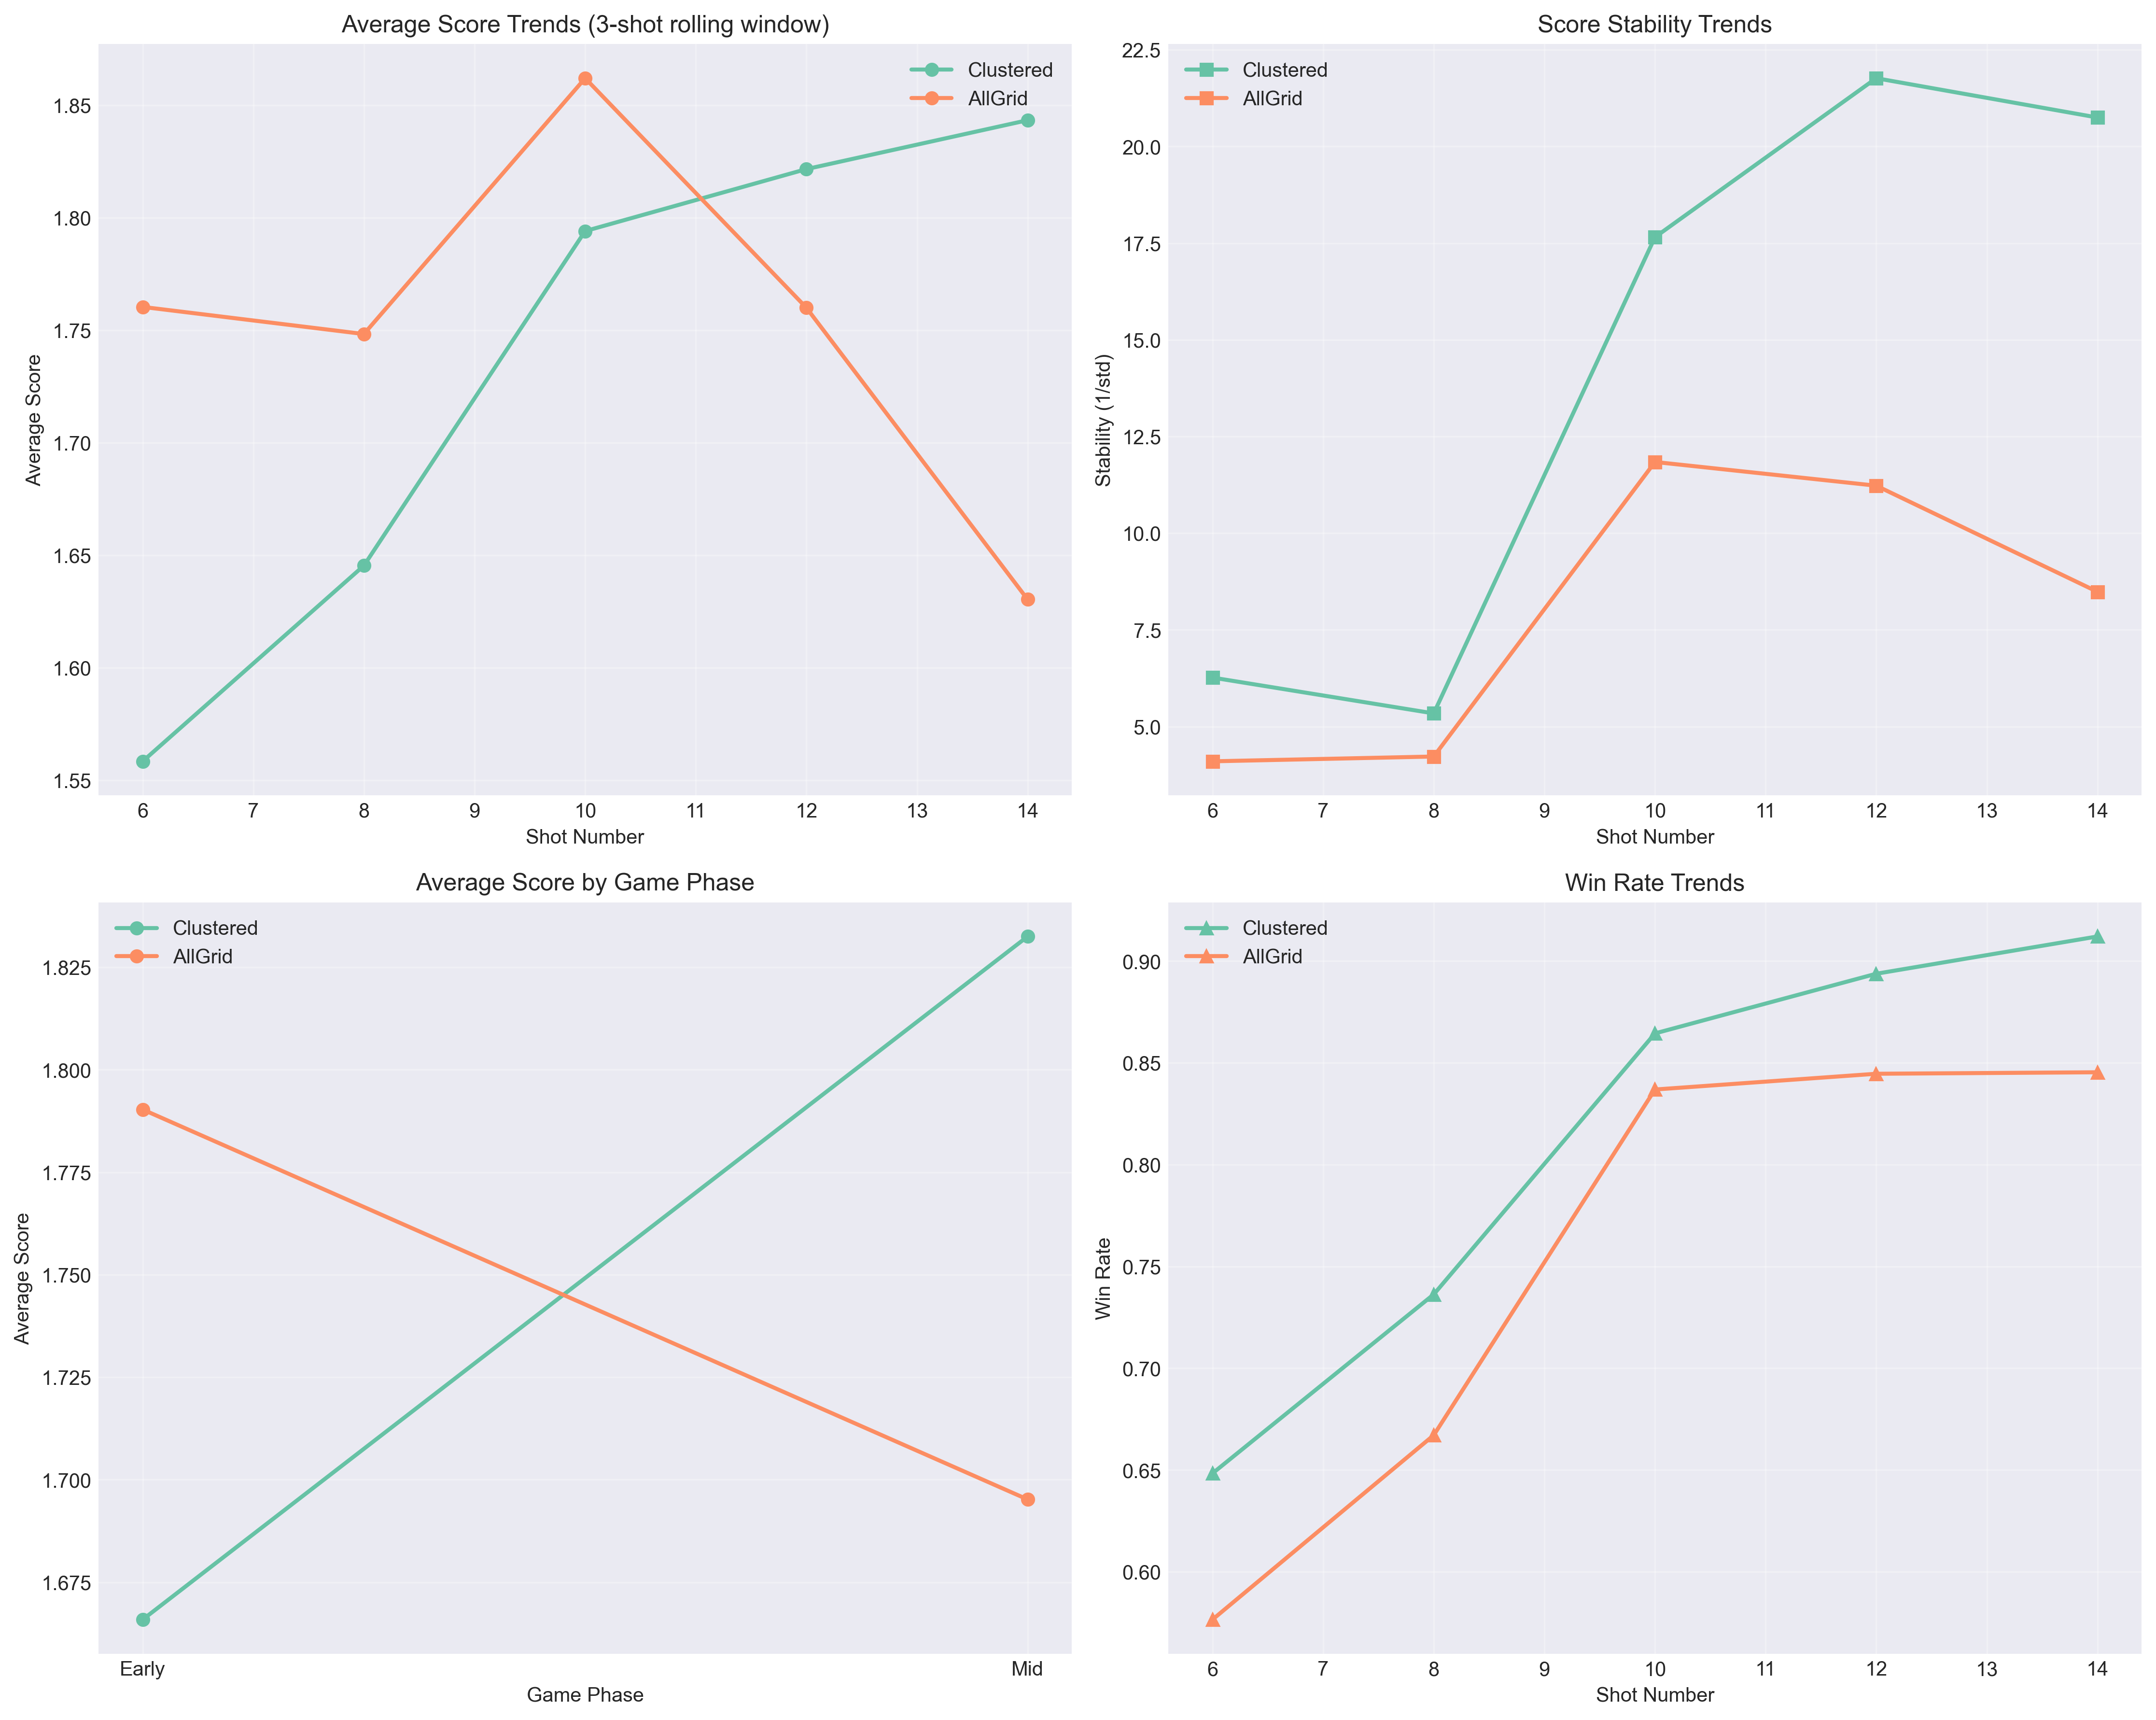 Average Score Trends (3-shot rolling window)
Clustered
AllGrid
1.85
1.80
1.75
1.70
1.65
1.60
1.55
Average Score
6 7 8 9 10 11 12 13 14
Shot Number
Score Stability Trends
Clustered
AllGrid
22.5
20.0
17.5
15.0
12.5
10.0
7.5
5.0
Stability (1/std)
6 7 8 9 10 11 12 13 14
Shot Number
Average Score by Game Phase
Clustered
AllGrid
1.825
1.800
1.775
1.750
1.725
1.700
1.675
Average Score
Early Mid
Game Phase
Win Rate Trends
Clustered
AllGrid
0.90
0.85
0.80
0.75
0.70
0.65
0.60
Win Rate
6 7 8 9 10 11 12 13 14
Shot Number